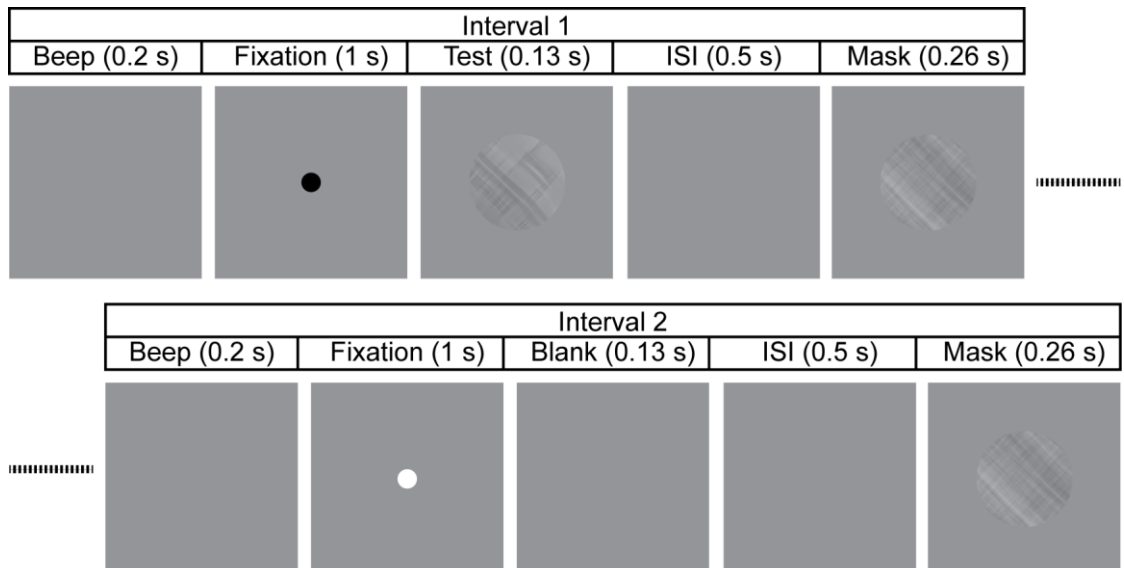 Interval 1
Beep (0.2 s) Fixation (1 s) Test (0.13 s) ISI (0.5 s) Mask (0.26 s)
Interval 2
Beep (0.2 s) Fixation (1 s) Blank (0.13 s) ISI (0.5 s) Mask (0.26 s)